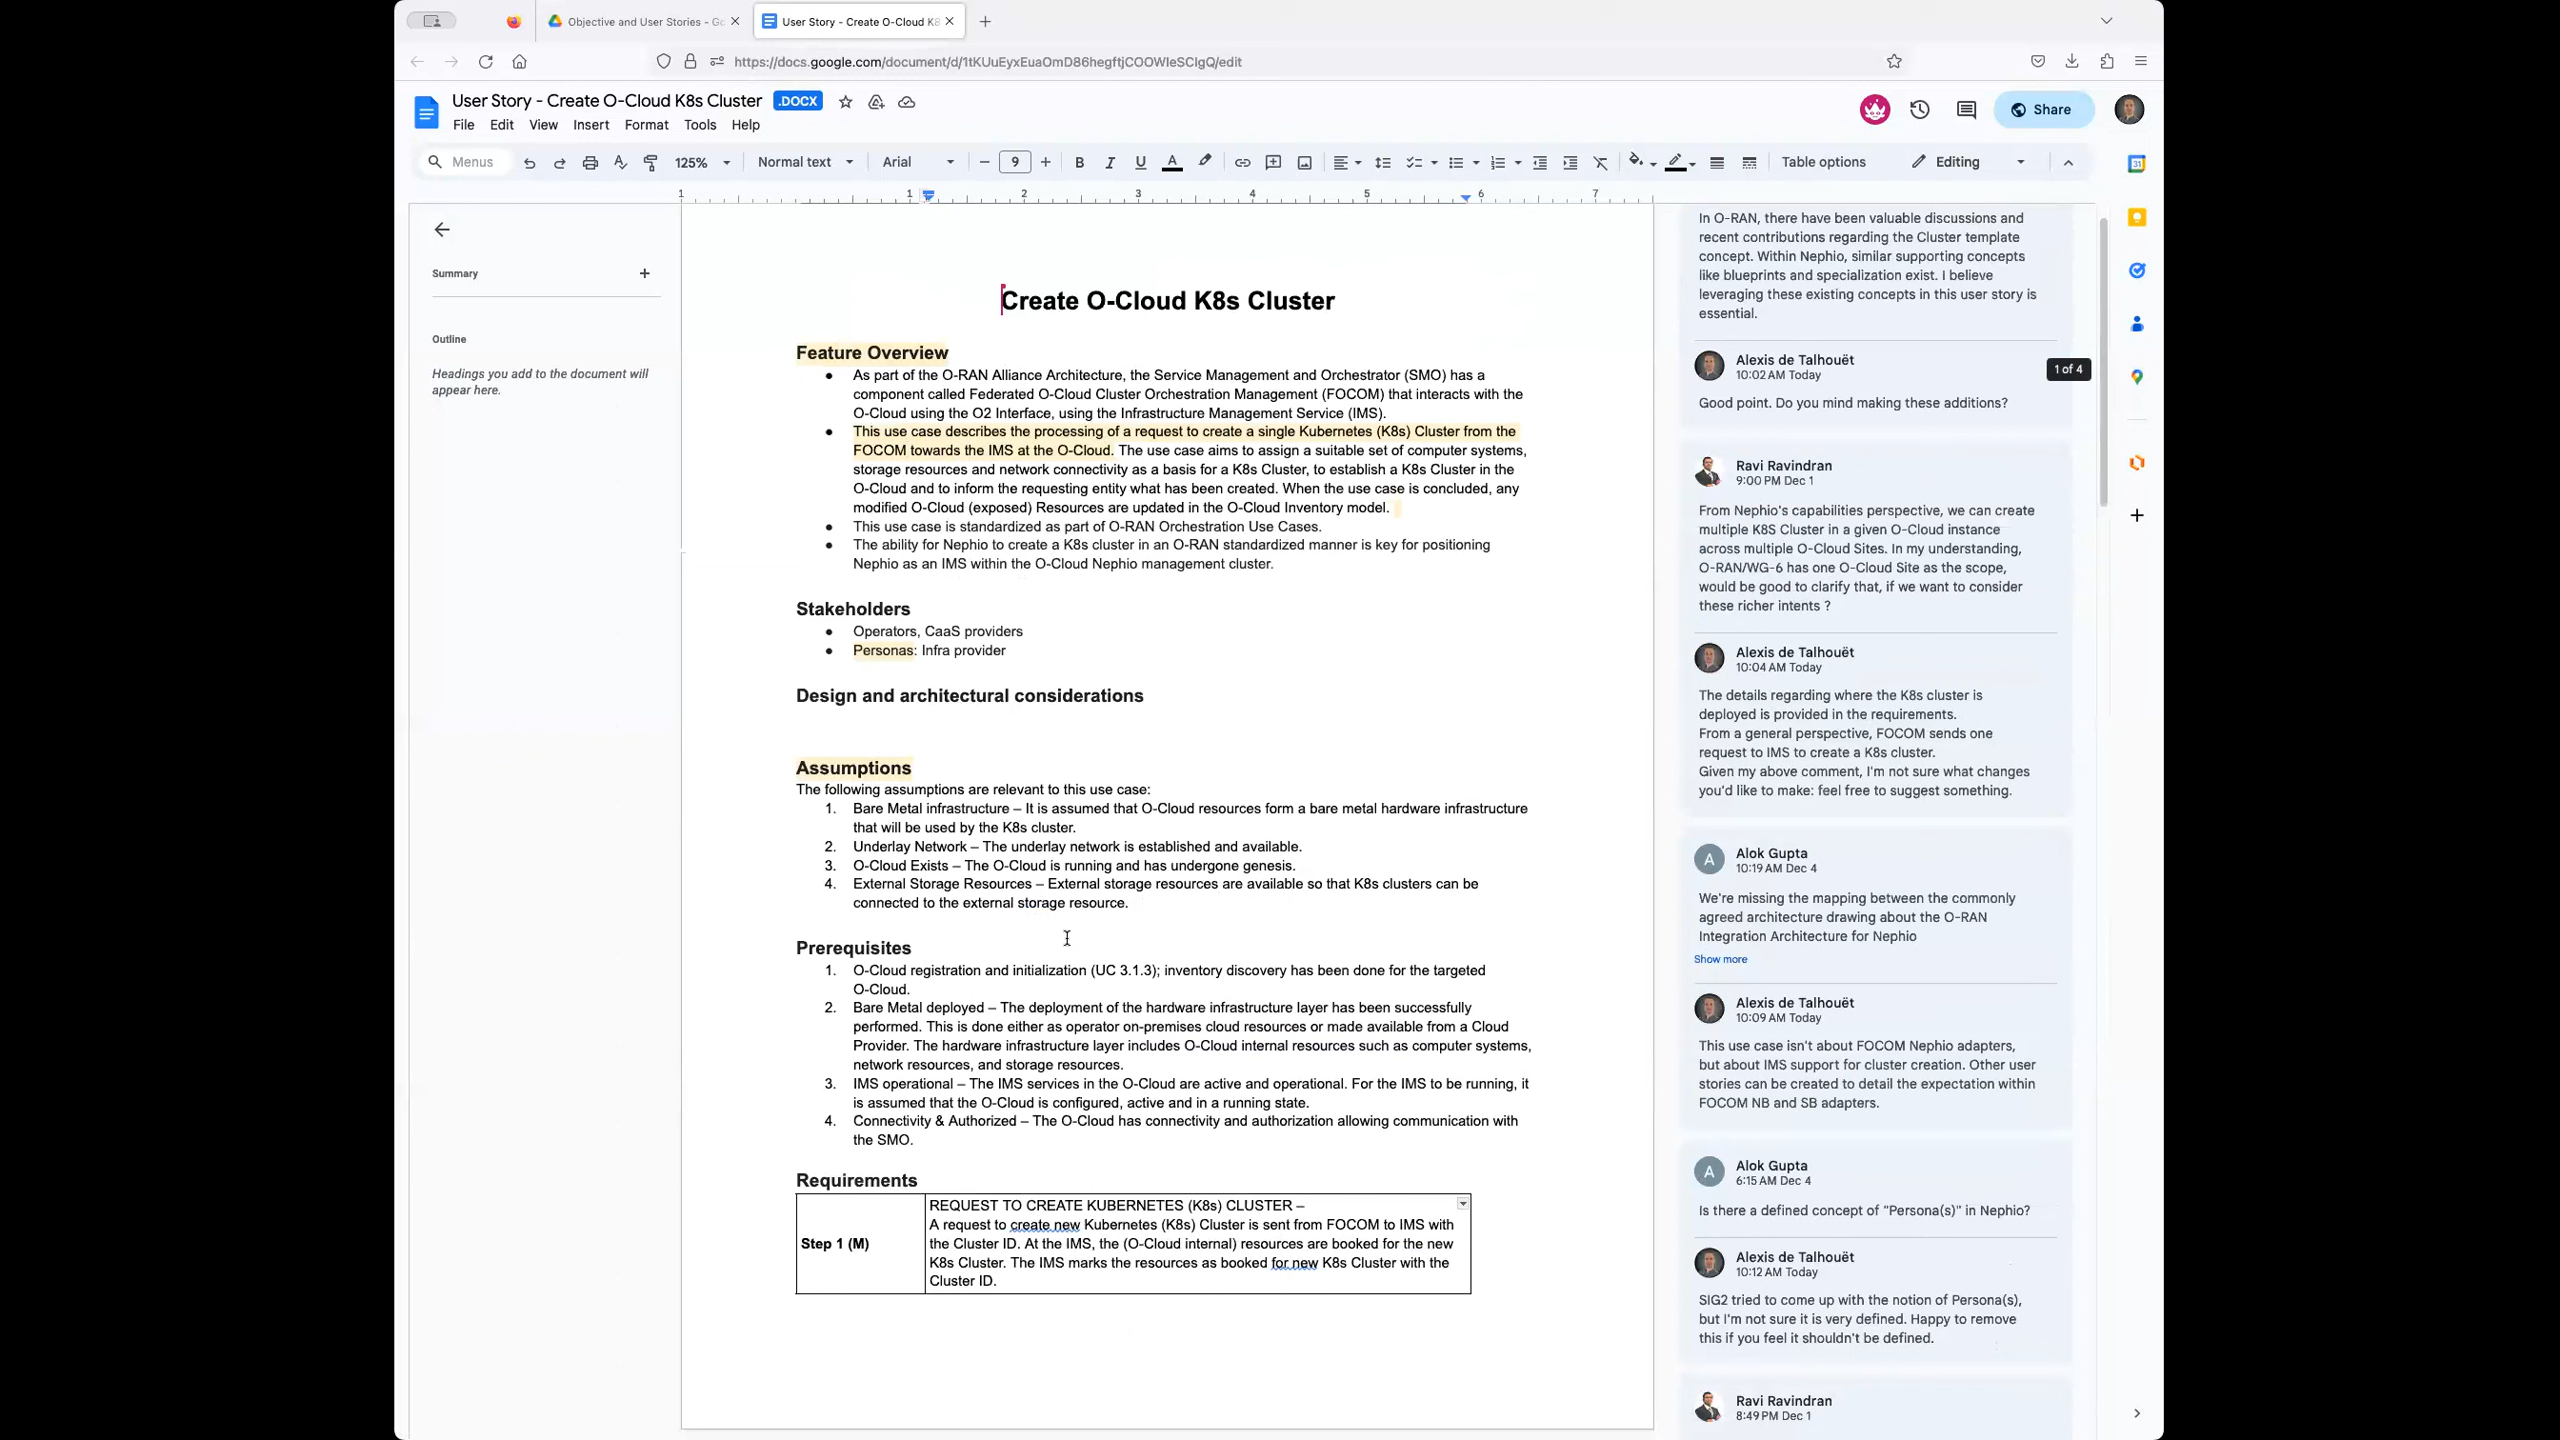 Objective and User Stories - Go
User Story - Create O-Cloud K8
https://docs.google.com/document/d/1tKUuEyxEuaOmD86hegftjCOOWIeSCIgQ/edit
User Story - Create O-Cloud K8s Cluster
.DOCX
Share
File Edit View Insert Format Tools Help
Menus
125%
Normal text
Arial
9
Table options
Editing
31
1 1 2 3 4 5 6 7
Summary
Outline
Headings you add to the document will
appear here.
Create O-Cloud K8s Cluster
Feature Overview
● As part of the O-RAN Alliance Architecture, the Service Management and Orchestrator (SMO) has a
component called Federated O-Cloud Cluster Orchestration Management (FOCOM) that interacts with the
O-Cloud using the O2 Interface, using the Infrastructure Management Service (IMS).
● This use case describes the processing of a request to create a single Kubernetes (K8s) Cluster from the
FOCOM towards the IMS at the O-Cloud. The use case aims to assign a suitable set of computer systems,
storage resources and network connectivity as a basis for a K8s Cluster, to establish a K8s Cluster in the
O-Cloud and to inform the requesting entity what has been created. When the use case is concluded, any
modified O-Cloud (exposed) Resources are updated in the O-Cloud Inventory model.
● This use case is standardized as part of O-RAN Orchestration Use Cases.
● The ability for Nephio to create a K8s cluster in an O-RAN standardized manner is key for positioning
Nephio as an IMS within the O-Cloud Nephio management cluster.
Stakeholders
● Operators, CaaS providers
● Personas: Infra provider
Design and architectural considerations
Assumptions
The following assumptions are relevant to this use case:
1. Bare Metal infrastructure – It is assumed that O-Cloud resources form a bare metal hardware infrastructure
that will be used by the K8s cluster.
2. Underlay Network – The underlay network is established and available.
3. O-Cloud Exists – The O-Cloud is running and has undergone genesis.
4. External Storage Resources – External storage resources are available so that K8s clusters can be
connected to the external storage resource.
Prerequisites
1. O-Cloud registration and initialization (UC 3.1.3); inventory discovery has been done for the targeted
O-Cloud.
2. Bare Metal deployed – The deployment of the hardware infrastructure layer has been successfully
performed. This is done either as operator on-premises cloud resources or made available from a Cloud
Provider. The hardware infrastructure layer includes O-Cloud internal resources such as computer systems,
network resources, and storage resources.
3. IMS operational – The IMS services in the O-Cloud are active and operational. For the IMS to be running, it
is assumed that the O-Cloud is configured, active and in a running state.
4. Connectivity & Authorized – The O-Cloud has connectivity and authorization allowing communication with
the SMO.
Requirements
Step 1 (M)
REQUEST TO CREATE KUBERNETES (K8s) CLUSTER –
A request to create new Kubernetes (K8s) Cluster is sent from FOCOM to IMS with
the Cluster ID. At the IMS, the (O-Cloud internal) resources are booked for the new
K8s Cluster. The IMS marks the resources as booked for new K8s Cluster with the
Cluster ID.
In O-RAN, there have been valuable discussions and
recent contributions regarding the Cluster template
concept. Within Nephio, similar supporting concepts
like blueprints and specialization exist. I believe
leveraging these existing concepts in this user story is
essential.
Alexis de Talhouët
10:02 AM Today
Good point. Do you mind making these additions?
1 of 4
Ravi Ravindran
9:00 PM Dec 1
From Nephio's capabilities perspective, we can create
multiple K8S Cluster in a given O-Cloud instance
across multiple O-Cloud Sites. In my understanding,
O-RAN/WG-6 has one O-Cloud Site as the scope,
would be good to clarify that, if we want to consider
these richer intents ?
Alexis de Talhouët
10:04 AM Today
The details regarding where the K8s cluster is
deployed is provided in the requirements.
From a general perspective, FOCOM sends one
request to IMS to create a K8s cluster.
Given my above comment, I'm not sure what changes
you'd like to make: feel free to suggest something.
A
Alok Gupta
10:19 AM Dec 4
We're missing the mapping between the commonly
agreed architecture drawing about the O-RAN
Integration Architecture for Nephio
Show more
Alexis de Talhouët
10:09 AM Today
This use case isn't about FOCOM Nephio adapters,
but about IMS support for cluster creation. Other user
stories can be created to detail the expectation within
FOCOM NB and SB adapters.
A
Alok Gupta
6:15 AM Dec 4
Is there a defined concept of "Persona(s)" in Nephio?
Alexis de Talhouët
10:12 AM Today
SIG2 tried to come up with the notion of Persona(s),
but I'm not sure it is very defined. Happy to remove
this if you feel it shouldn't be defined.
Ravi Ravindran
8:49 PM Dec 1